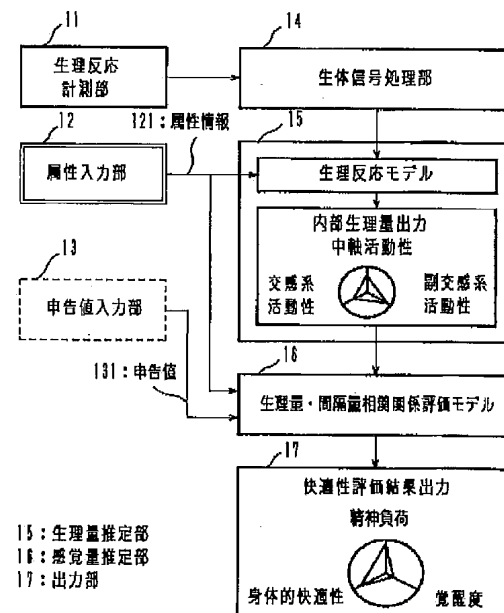 11
生理反応
計測部
14
生体信号処理部
121:属性情報
12
属性入力部
15
生理反応モデル
内部生理量出力
中軸活動性
交感系
活動性
副交感系
活動性
13
申告値入力部
131:申告値
16
生理量・間隔量相関関係評価モデル
17
快適性評価結果出力
精神負荷
身体的快適性
覚醒度
15:生理量推定部
16:感覚量推定部
17:出力部